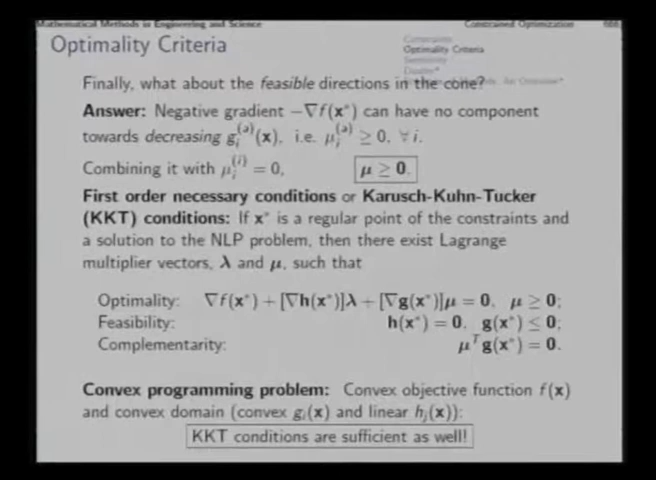 Mathematical Methods in Engineering and Science Constrained Optimization
Optimality Criteria
Optimality Criteria
Finally, what about the feasible directions in the cone?
Answer: Negative gradient −∇f(x*) can have no component
towards decreasing g_i^(a)(x), i.e. μ_i^(a) ≥ 0, ∀i.
Combining it with μ_i^(i) = 0, μ ≥ 0.
First order necessary conditions or Karusch-Kuhn-Tucker
(KKT) conditions: If x* is a regular point of the constraints and
a solution to the NLP problem, then there exist Lagrange
multiplier vectors, λ and μ, such that
Optimality: ∇f(x*) + [∇h(x*)]λ + [∇g(x*)]μ = 0, μ ≥ 0;
Feasibility: h(x*) = 0, g(x*) ≤ 0;
Complementarity: μ^T g(x*) = 0.
Convex programming problem: Convex objective function f(x)
and convex domain (convex g_i(x) and linear h_j(x)):
KKT conditions are sufficient as well!